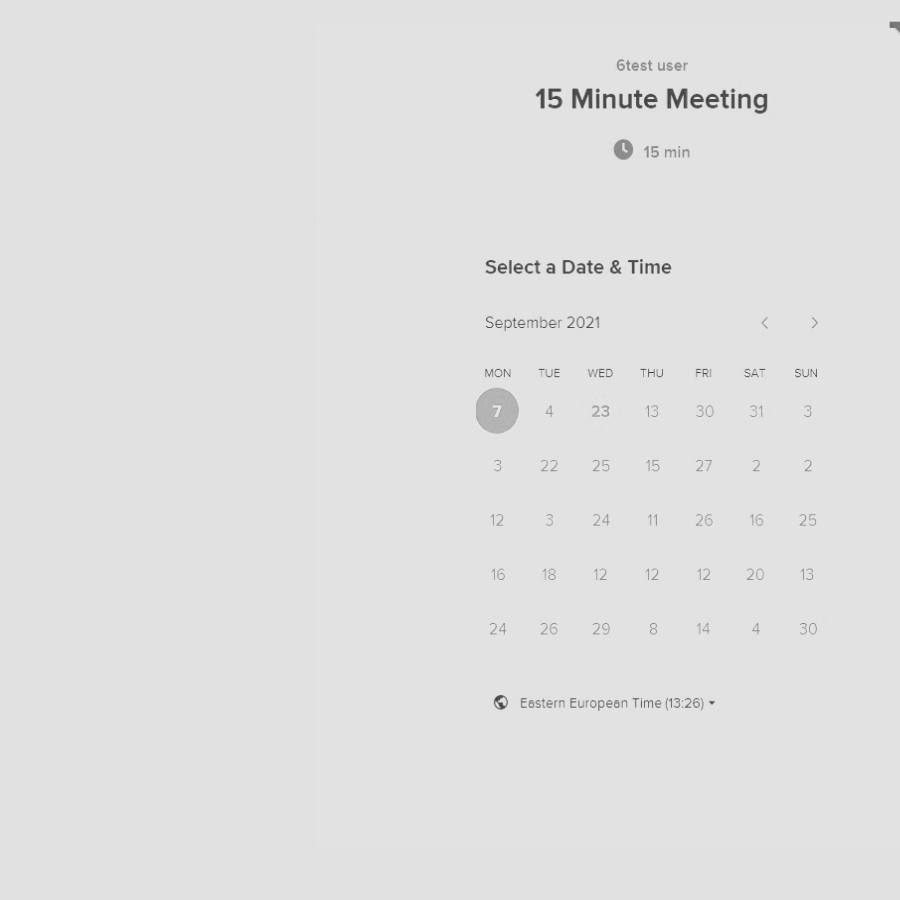 6test user
15 Minute Meeting
15 min
Select a Date & Time
September 2021
MON TUE WED THU FRI SAT SUN
7 4 23 13 30 31 3
3 22 25 15 27 2 2
12 3 24 11 26 16 25
16 18 12 12 12 20 13
24 26 29 8 14 4 30
Eastern European Time (13:26)